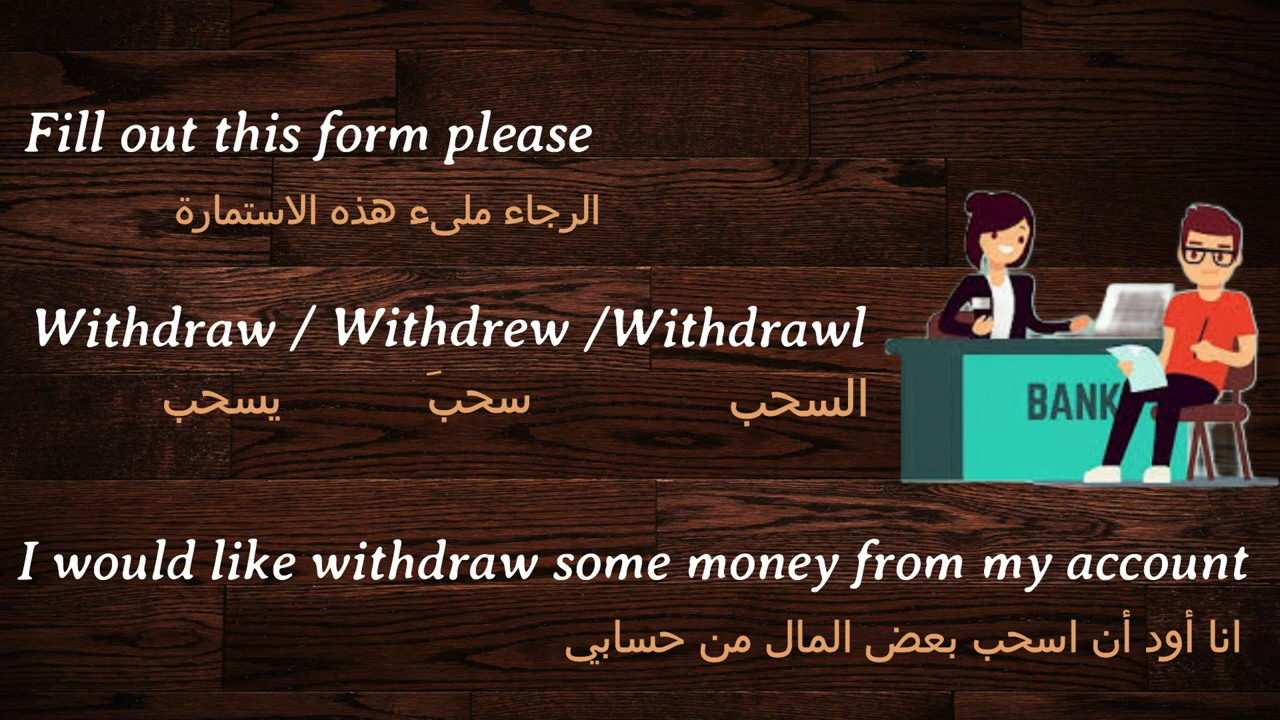 Fill out this form please
الرجاء ملىء هذه الاستمارة
Withdraw / Withdrew /Withdrawl
يسحب سحبَ السحب
BANK
I would like withdraw some money from my account
انا أود أن اسحب بعض المال من حسابي